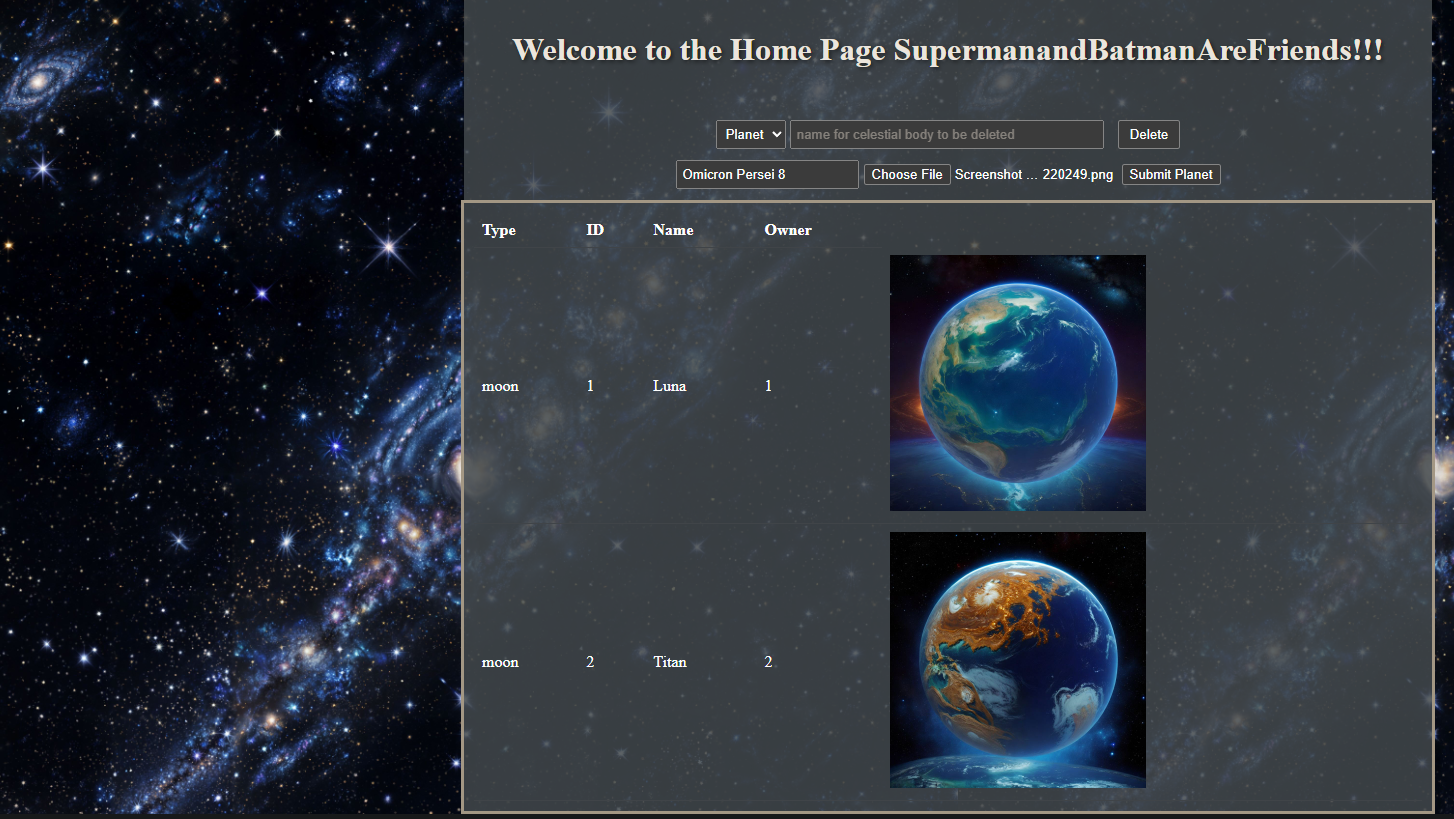 Welcome to the Home Page SupermanandBatmanAreFriends!!!
Planet name for celestial body to be deleted Delete
Omicron Persei 8 Choose File Screenshot ... 220249.png Submit Planet
Type ID Name Owner
moon 1 Luna 1
moon 2 Titan 2